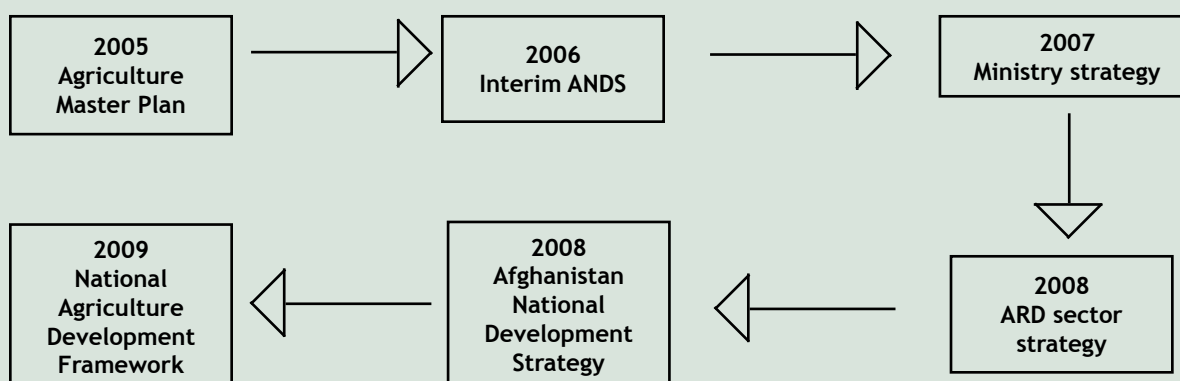 2005
Agriculture
Master Plan
2006
Interim ANDS
2007
Ministry strategy
2008
ARD sector
strategy
2008
Afghanistan
National
Development
Strategy
2009
National
Agriculture
Development
Framework